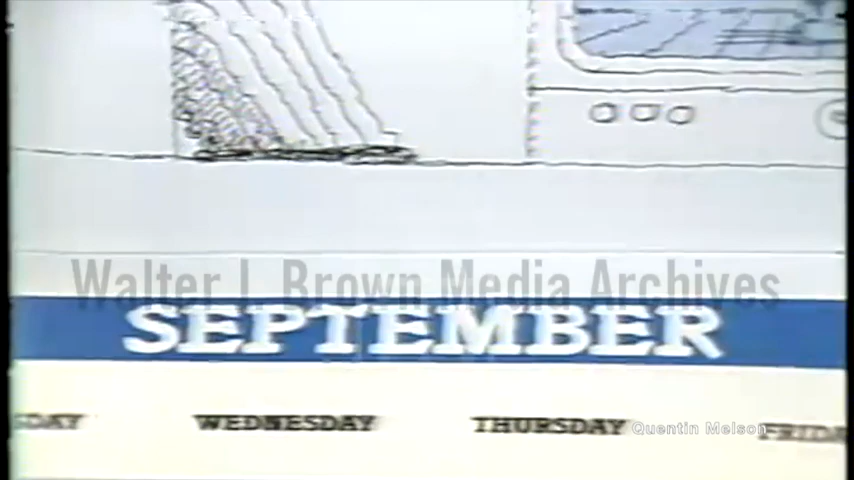 Walter J. Brown Media Archives
SEPTEMBER
WEDNESDAY THURSDAY
Quentin Melson